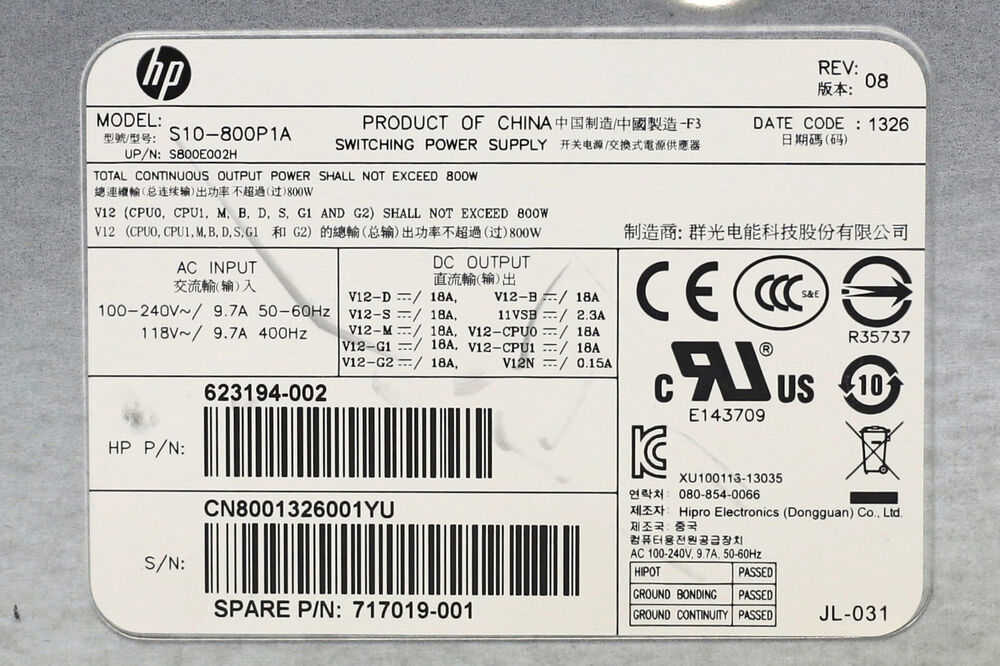 hp
REV:
版本: 08
MODEL:
型號/型号: S10-800P1A
UP/N: S800E002H
PRODUCT OF CHINA 中国制造/中國製造-F3
SWITCHING POWER SUPPLY 开关电源/交換式電源供應器
DATE CODE : 1326
日期碼(码)
TOTAL CONTINUOUS OUTPUT POWER SHALL NOT EXCEED 800W
總連續輸(总连续输)出功率不超過(过)800W
V12 (CPU0, CPU1, M, B, D, S, G1 AND G2) SHALL NOT EXCEED 800W
V12 (CPU0,CPU1,M,B,D,S,G1 和 G2) 的總輸(总输)出功率不超過(过)800W
制造商: 群光电能科技股份有限公司
AC INPUT
交流輸(输)入
100-240V~/ 9.7A 50-60Hz
118V~/ 9.7A 400Hz
DC OUTPUT
直流輸(输)出
V12-D ⎓/ 18A, V12-B ⎓/ 18A
V12-S ⎓/ 18A, 11VSB ⎓/ 2.3A
V12-M ⎓/ 18A, V12-CPU0 ⎓/ 18A
V12-G1 ⎓/ 18A, V12-CPU1 ⎓/ 18A
V12-G2 ⎓/ 18A, V12N ⎓/ 0.15A
CE CCC S&E
R35737
c RU ® US
E143709
10
623194-002
HP P/N:
CN8001326001YU
S/N:
SPARE P/N: 717019-001
KC
XU100113-13035
연락처: 080-854-0066
제조자: Hipro Electronics (Dongguan) Co., Ltd.
제조국: 중국
컴퓨터용전원공급장치
AC 100-240V, 9.7A, 50-60Hz
HIPOT PASSED
GROUND BONDING PASSED
GROUND CONTINUITY PASSED
JL-031